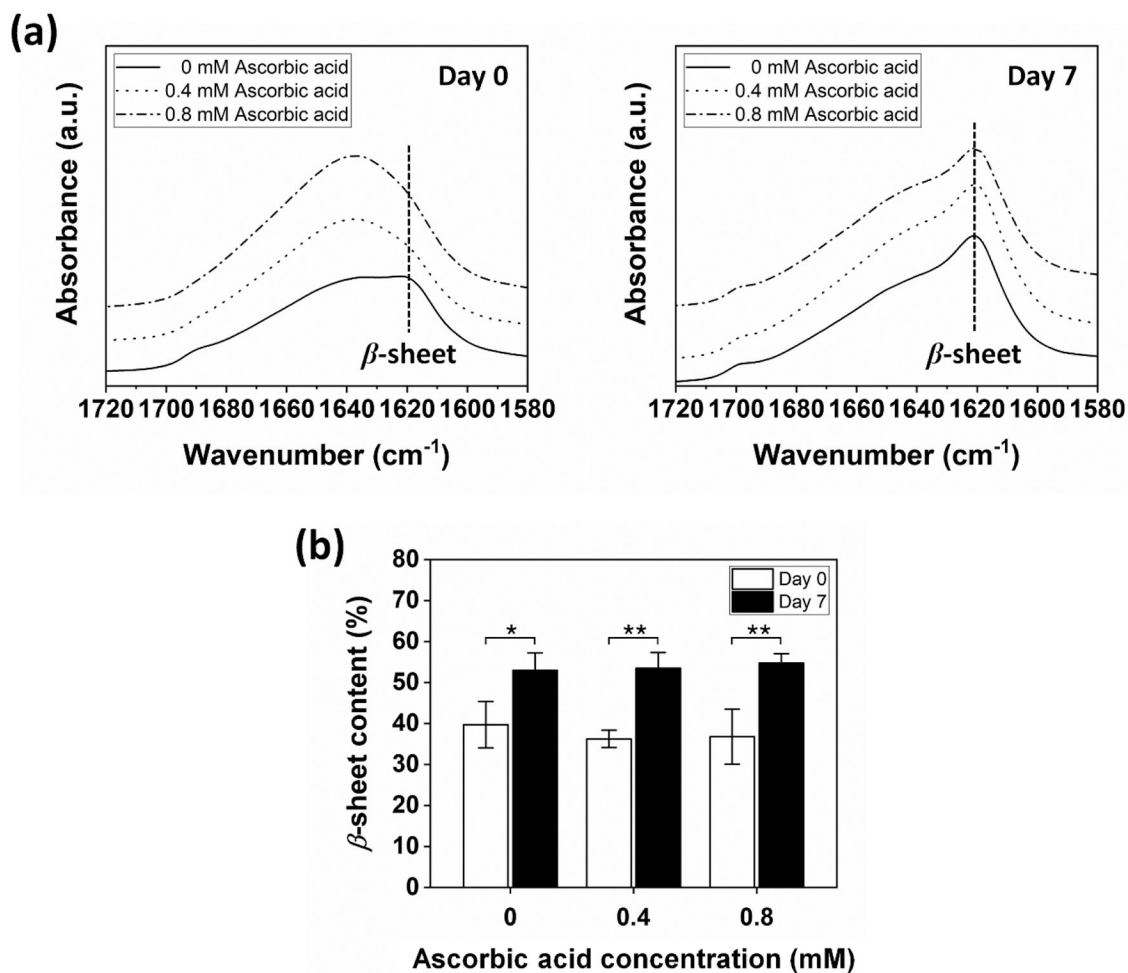 (a)
0 mM Ascorbic acid
0.4 mM Ascorbic acid
0.8 mM Ascorbic acid
Day 0
β-sheet
Absorbance (a.u.)
1720 1700 1680 1660 1640 1620 1600 1580
Wavenumber (cm⁻¹)
0 mM Ascorbic acid
0.4 mM Ascorbic acid
0.8 mM Ascorbic acid
Day 7
β-sheet
Absorbance (a.u.)
1720 1700 1680 1660 1640 1620 1600 1580
Wavenumber (cm⁻¹)
(b)
80
70
60
50
40
30
20
10
0
β-sheet content (%)
Day 0
Day 7
* ** **
0 0.4 0.8
Ascorbic acid concentration (mM)